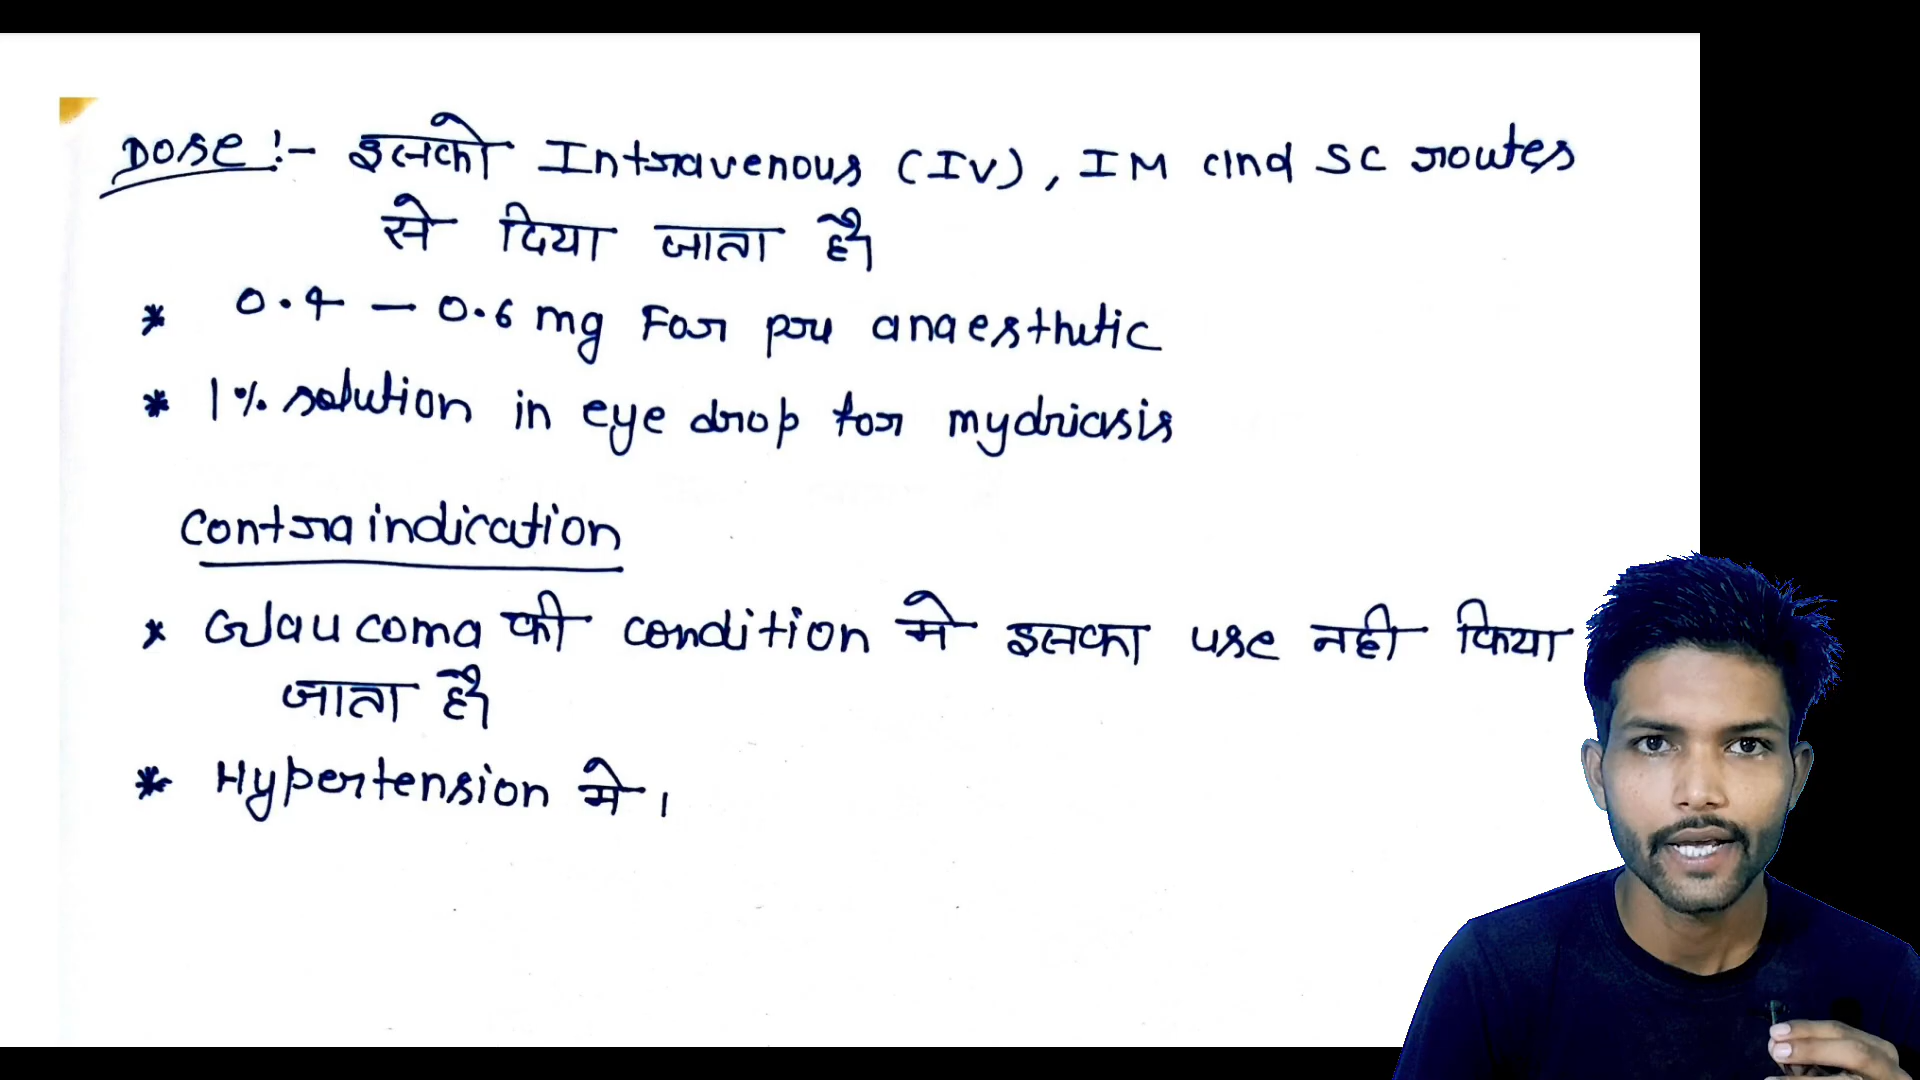 Dose:- इसको Intravenous (IV), IM and SC routes
से दिया जाता है।
* 0.4 - 0.6 mg For pre anaesthetic
* 1% solution in eye drop for mydriasis
Contraindication
* Glaucoma की condition मे इसका use नही किया
जाता है।
* Hypertension मे।